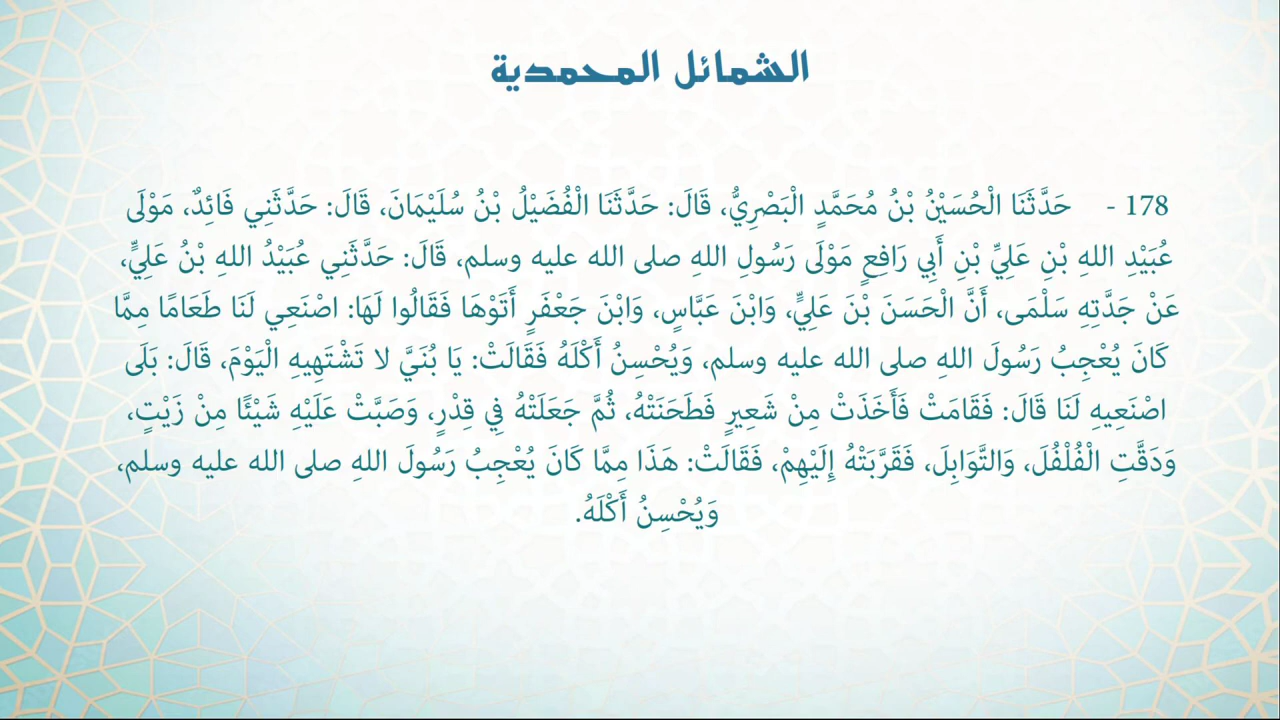 الشمائل المحمدية
178 - حَدَّثَنَا الْحُسَيْنُ بْنُ مُحَمَّدٍ الْبَصْرِيُّ، قَالَ: حَدَّثَنَا الْفُضَيْلُ بْنُ سُلَيْمَانَ، قَالَ: حَدَّثَنِي فَائِدٌ، مَوْلَى
عُبَيْدِ اللهِ بْنِ عَلِيِّ بْنِ أَبِي رَافِعٍ مَوْلَى رَسُولِ اللهِ صلى الله عليه وسلم، قَالَ: حَدَّثَنِي عُبَيْدُ اللهِ بْنُ عَلِيٍّ،
عَنْ جَدَّتِهِ سَلْمَى، أَنَّ الْحَسَنَ بْنَ عَلِيٍّ، وَابْنَ عَبَّاسٍ، وَابْنَ جَعْفَرٍ أَتَوْهَا فَقَالُوا لَهَا: اصْنَعِي لَنَا طَعَامًا مِمَّا
كَانَ يُعْجِبُ رَسُولَ اللهِ صلى الله عليه وسلم، وَيُحْسِنُ أَكْلَهُ فَقَالَتْ: يَا بُنَيَّ لا تَشْتَهِيهِ الْيَوْمَ، قَالَ: بَلَى
اصْنَعِيهِ لَنَا قَالَ: فَقَامَتْ فَأَخَذَتْ مِنْ شَعِيرٍ فَطَحَنَتْهُ، ثُمَّ جَعَلَتْهُ فِي قِدْرٍ، وَصَبَّتْ عَلَيْهِ شَيْئًا مِنْ زَيْتٍ،
وَدَقَّتِ الْفُلْفُلَ، وَالتَّوَابِلَ، فَقَرَّبَتْهُ إِلَيْهِمْ، فَقَالَتْ: هَذَا مِمَّا كَانَ يُعْجِبُ رَسُولَ اللهِ صلى الله عليه وسلم،
وَيُحْسِنُ أَكْلَهُ.